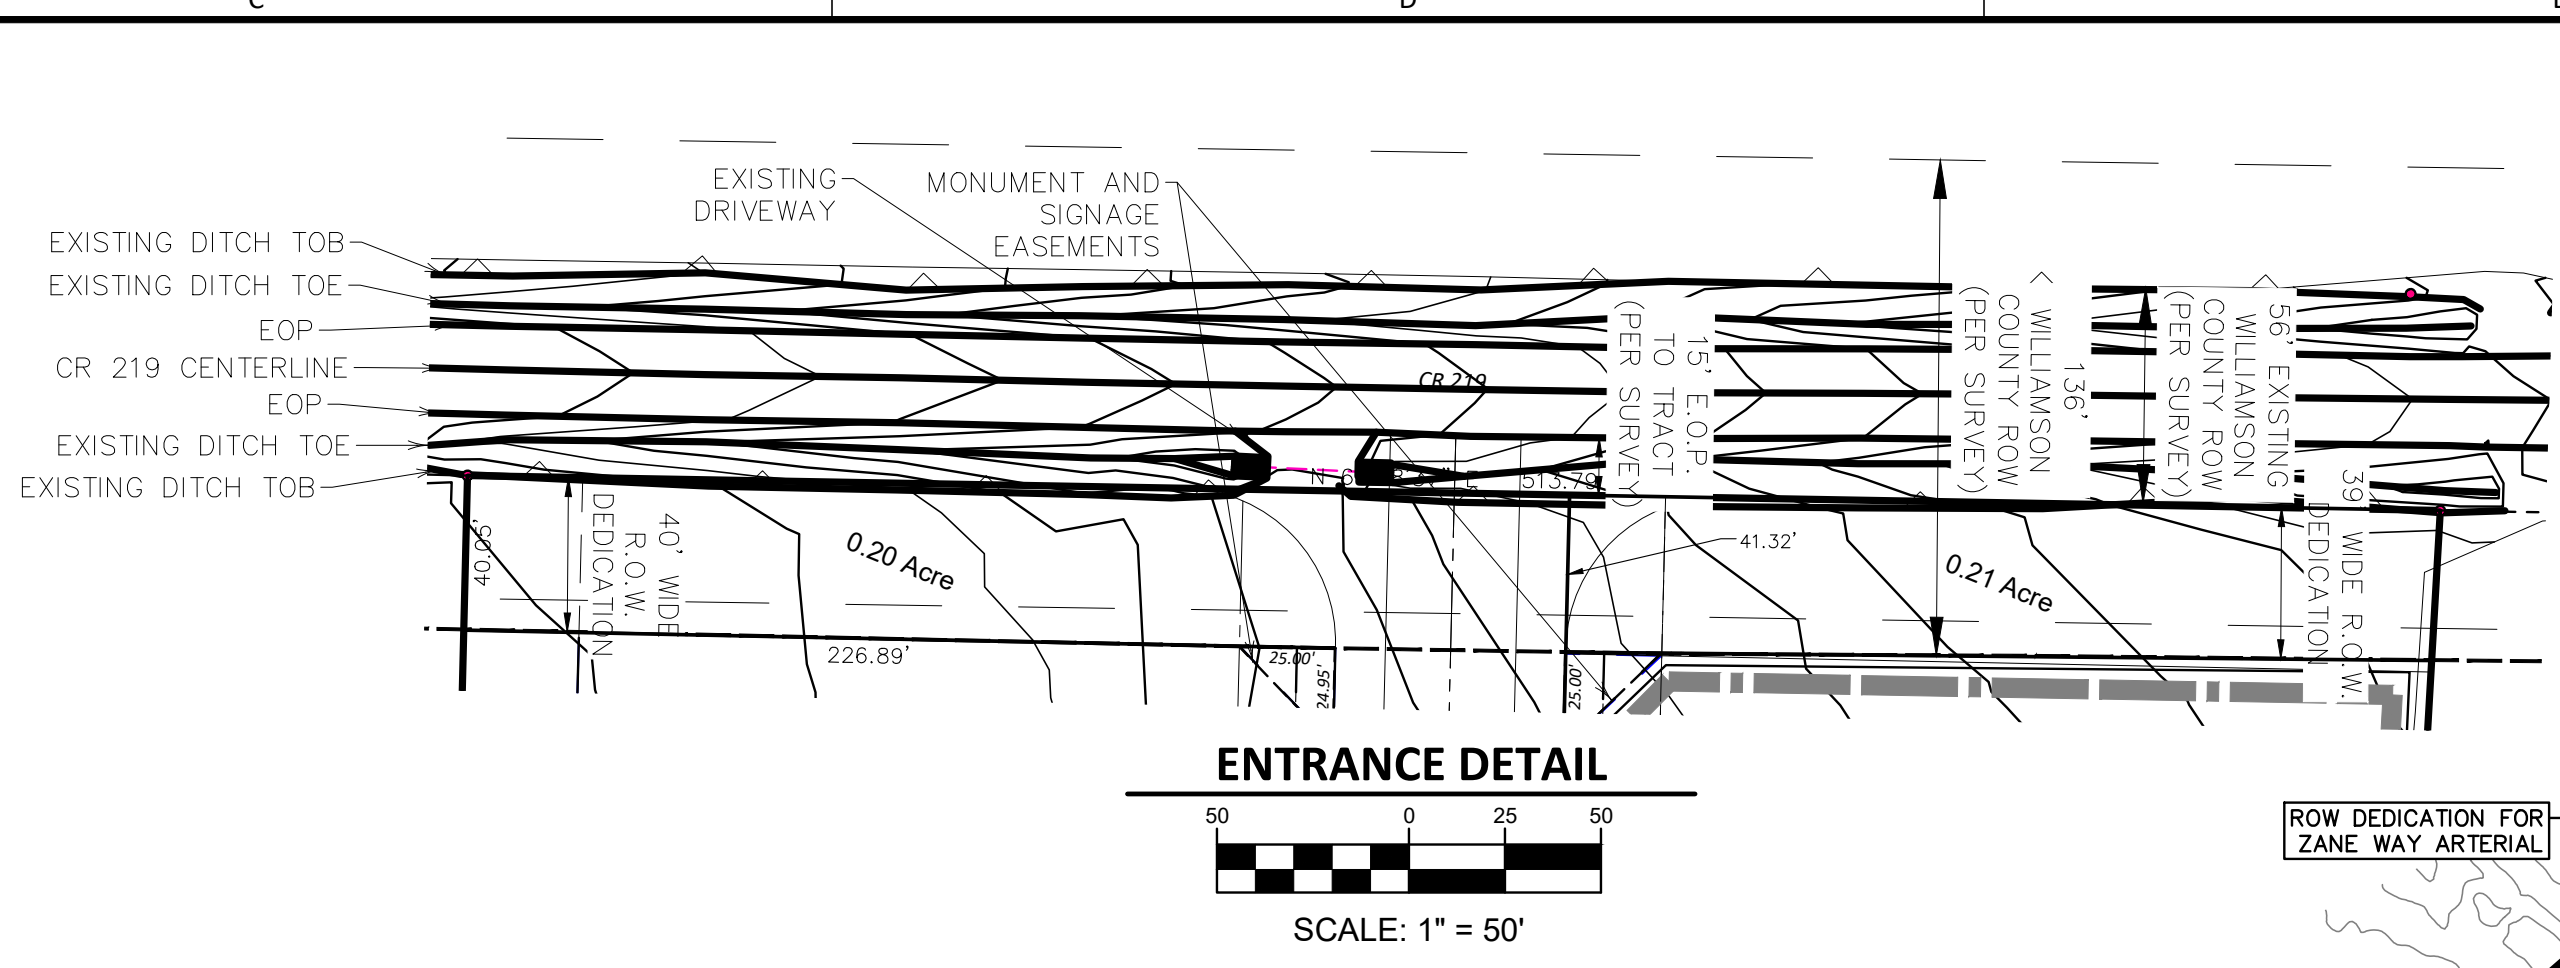 C
D
EXISTING
DRIVEWAY
MONUMENT AND
SIGNAGE
EASEMENTS
EXISTING DITCH TOB
EXISTING DITCH TOE
EOP
CR 219 CENTERLINE
EOP
EXISTING DITCH TOE
EXISTING DITCH TOB
CR 219
15' E.O.P.
TO TRACT
(PER SURVEY)
136'
WILLIAMSON
COUNTY ROW
(PER SURVEY)
56' EXISTING
WILLIAMSON
COUNTY ROW
(PER SURVEY)
513.79
40.05'
40' WIDE
R.O.W.
DEDICATION
0.20 Acre
41.32'
0.21 Acre
39' WIDE R.O.W.
DEDICATION
226.89'
25.00'
24.95'
25.00'
ENTRANCE DETAIL
50 0 25 50
SCALE: 1" = 50'
ROW DEDICATION FOR
ZANE WAY ARTERIAL